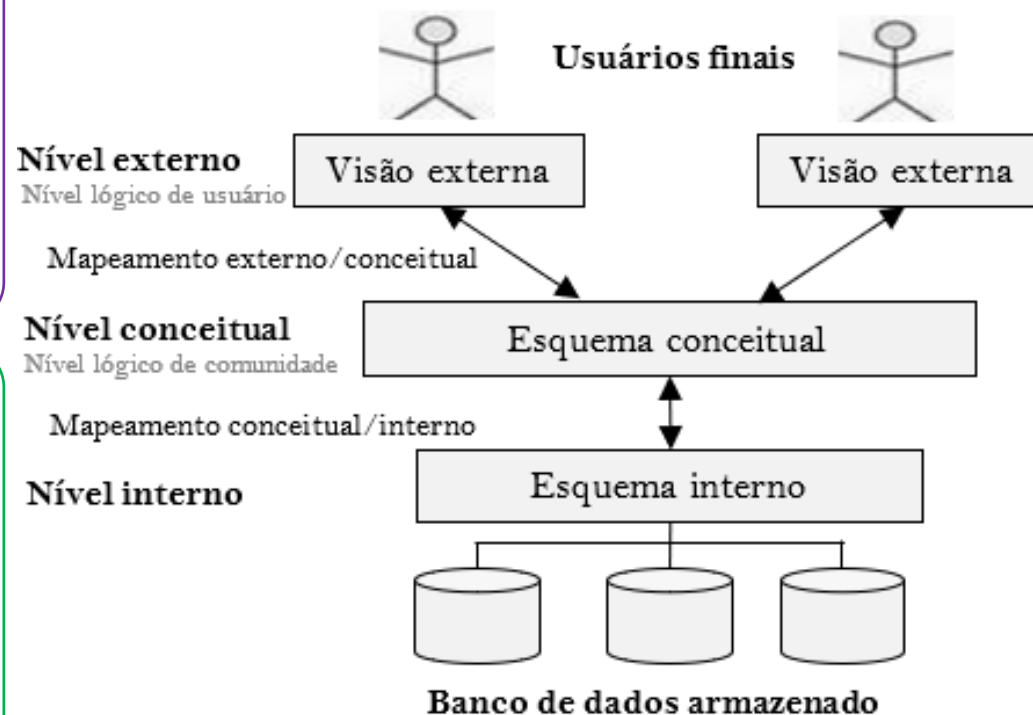 Usuários finais
Nível externo
Nível lógico de usuário
Visão externa
Visão externa
Mapeamento externo/conceitual
Nível conceitual
Nível lógico de comunidade
Esquema conceitual
Mapeamento conceitual/interno
Nível interno
Esquema interno
Banco de dados armazenado